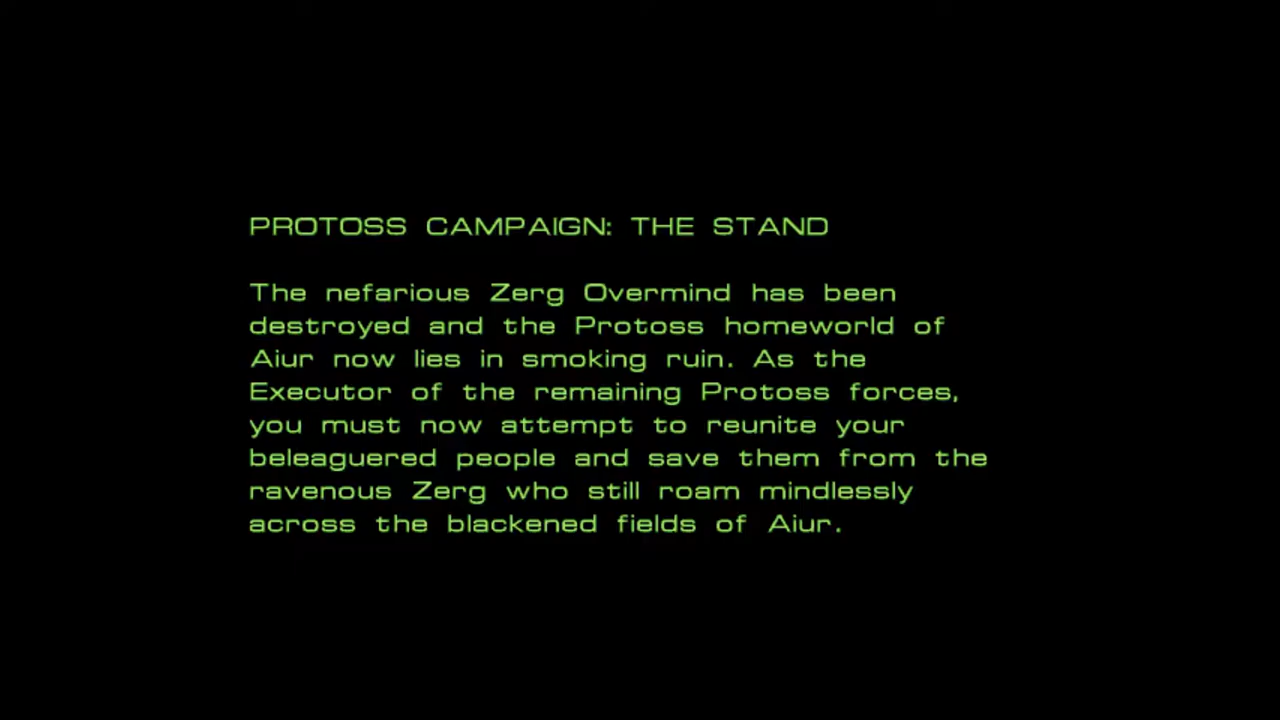 PROTOSS CAMPAIGN: THE STAND
The nefarious Zerg Overmind has been
destroyed and the Protoss homeworld of
Aiur now lies in smoking ruin. As the
Executor of the remaining Protoss forces,
you must now attempt to reunite your
beleaguered people and save them from the
ravenous Zerg who still roam mindlessly
across the blackened fields of Aiur.